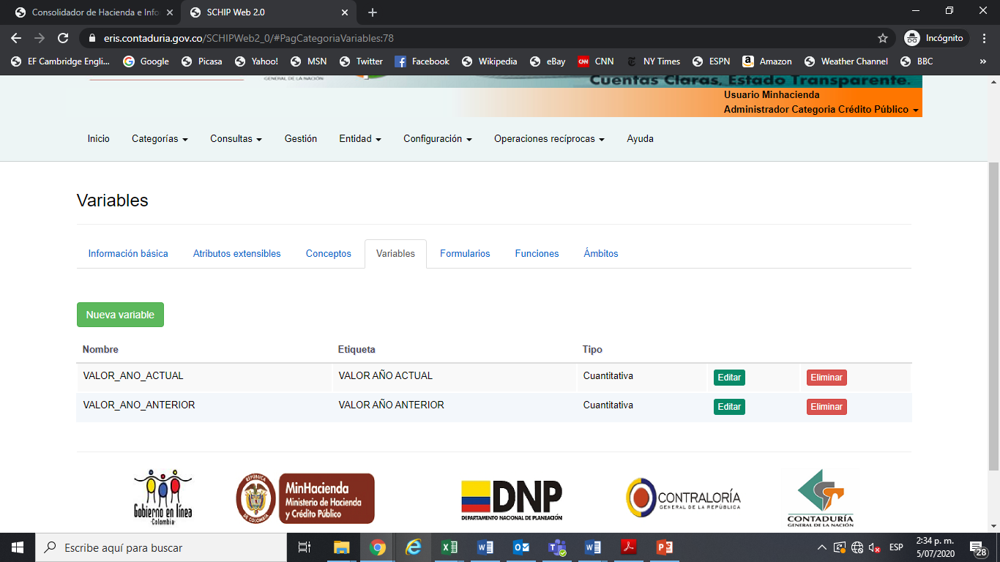 Consolidador de Hacienda e Info
SCHIP Web 2.0
eris.contaduria.gov.co/SCHIPWeb2_0/#PagCategoriaVariables:78
Incógnito
EF Cambridge Engli...
Google
Picasa
Yahoo!
MSN
Twitter
Facebook
Wikipedia
eBay
CNN
NY Times
ESPN
Amazon
Weather Channel
BBC
GENERAL DE LA NACIÓN
Cuentas Claras, Estado Transparente.
Usuario Minhacienda
Administrador Categoria Crédito Público
Inicio
Categorías
Consultas
Gestión
Entidad
Configuración
Operaciones recíprocas
Ayuda
Variables
Información básica
Atributos extensibles
Conceptos
Variables
Formularios
Funciones
Ámbitos
Nueva variable
Nombre Etiqueta Tipo
VALOR_ANO_ACTUAL VALOR AÑO ACTUAL Cuantitativa Editar Eliminar
VALOR_ANO_ANTERIOR VALOR AÑO ANTERIOR Cuantitativa Editar Eliminar
Gobierno en línea
·Colombia·
REPÚBLICA
DE COLOMBIA
MinHacienda
Ministerio de Hacienda
y Crédito Público
DNP
DEPARTAMENTO NACIONAL DE PLANEACIÓN
CONTRALORÍA
GENERAL DE LA REPÚBLICA
CONTADURÍA
GENERAL DE LA NACIÓN
Escribe aquí para buscar
ESP
2:34 p. m.
5/07/2020
28